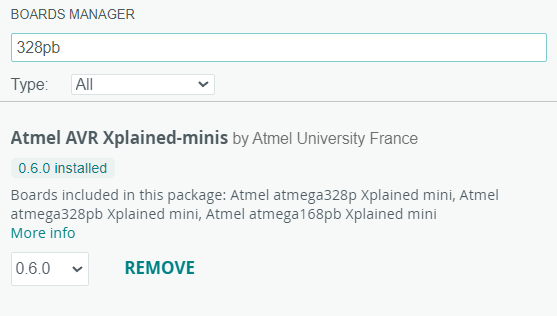 BOARDS MANAGER
328pb
Type: All
Atmel AVR Xplained-minis by Atmel University France
0.6.0 installed
Boards included in this package: Atmel atmega328p Xplained mini, Atmel
atmega328pb Xplained mini, Atmel atmega168pb Xplained mini
More info
0.6.0 REMOVE